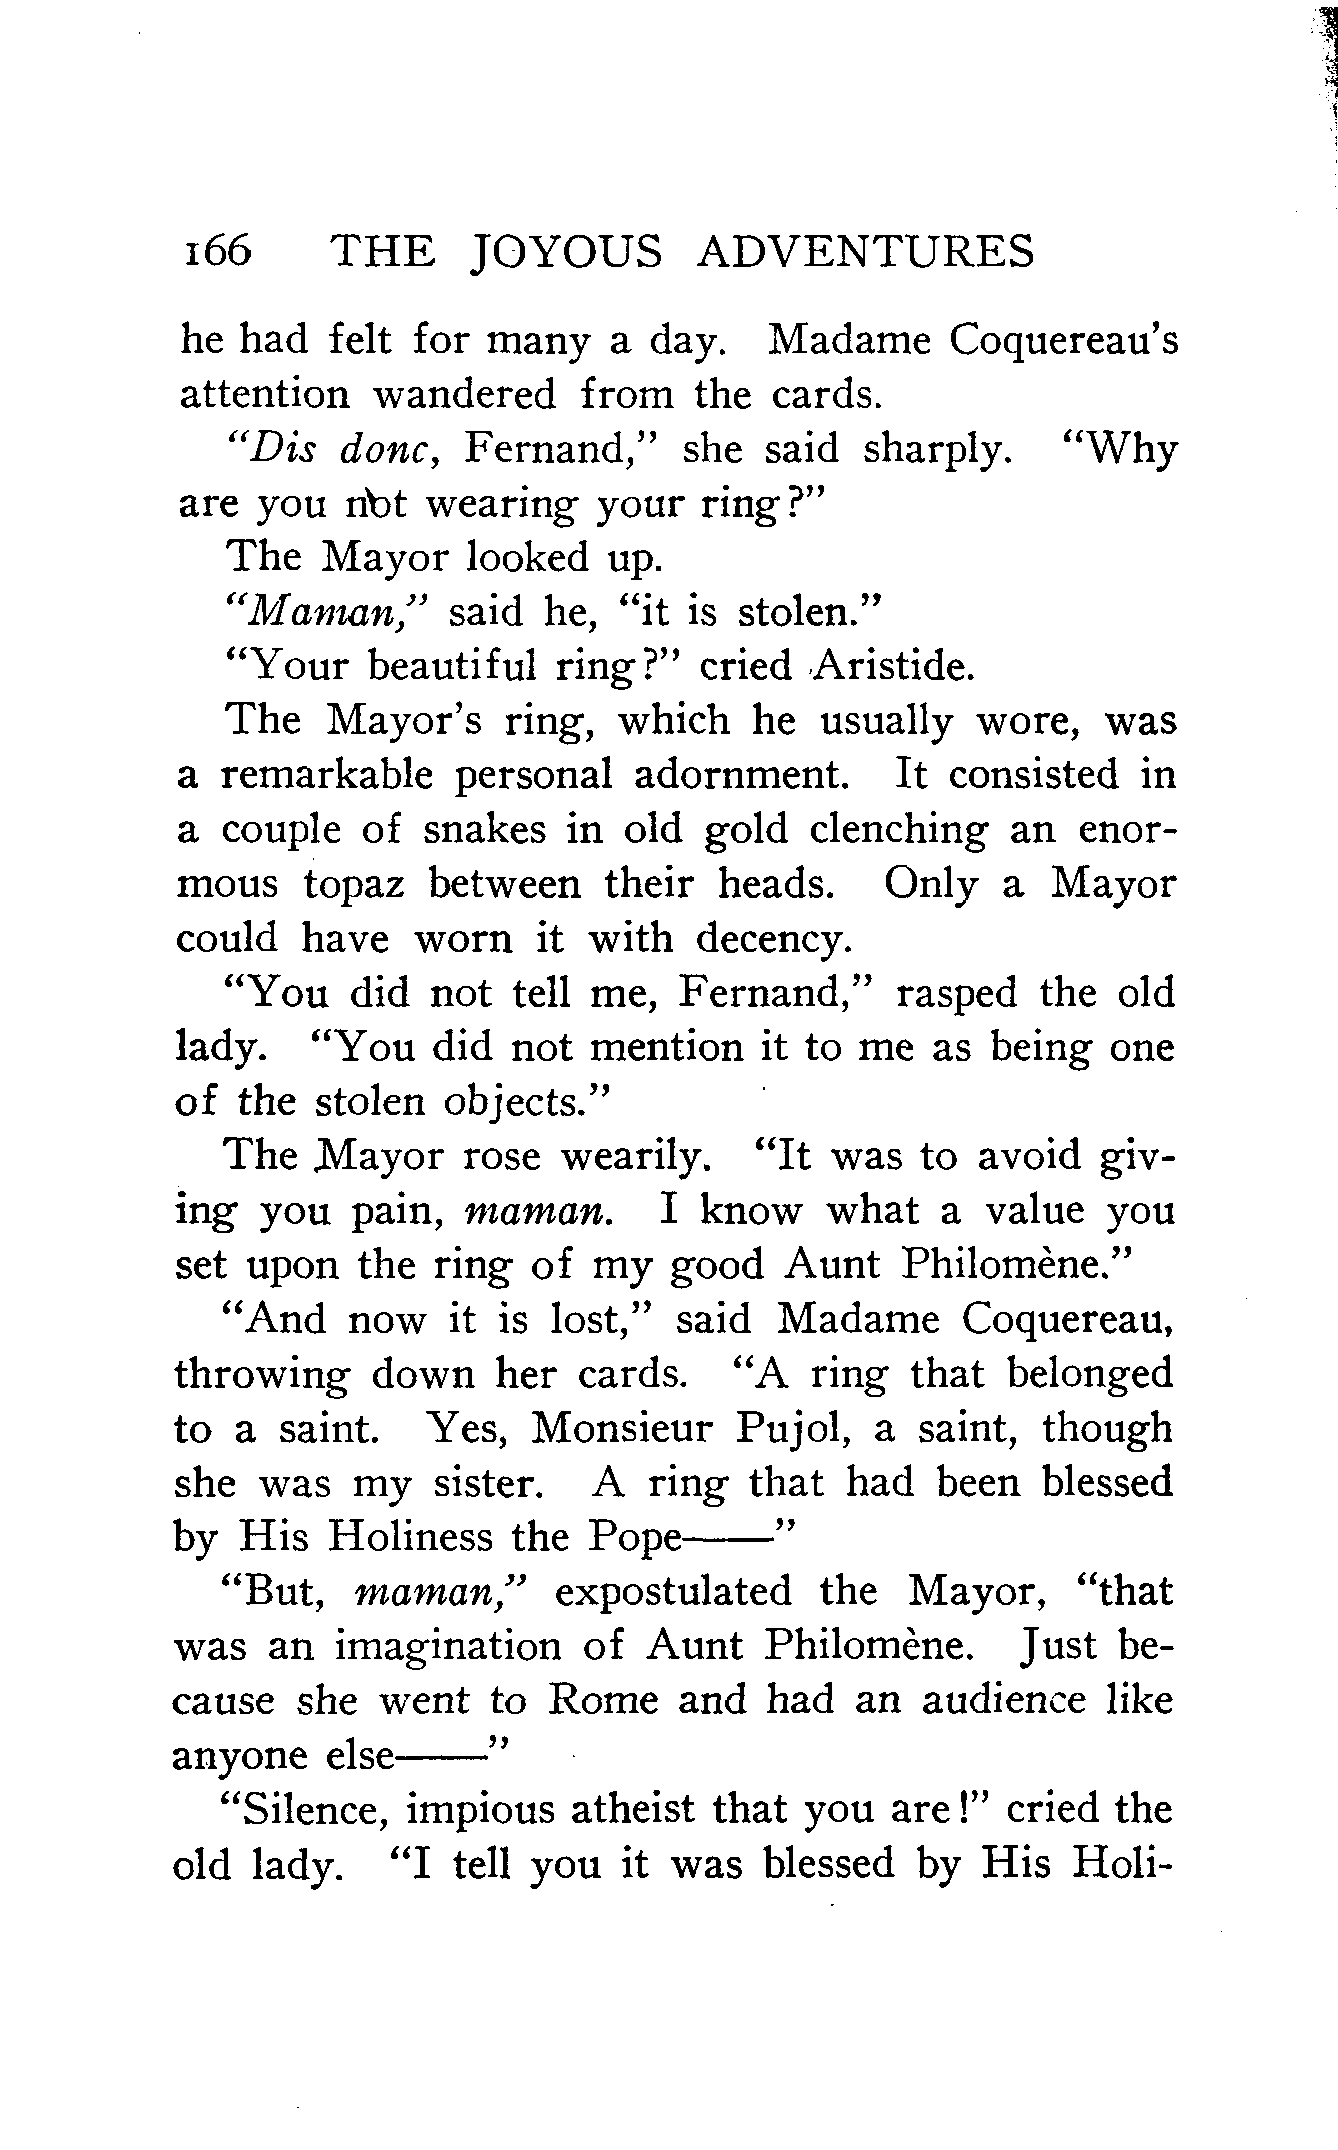 166 THE JOYOUS ADVENTURES
he had felt for many a day. Madame Coquereau's
attention wandered from the cards.
"Dis donc, Fernand," she said sharply. "Why
are you not wearing your ring?"
The Mayor looked up.
"Maman," said he, "it is stolen."
"Your beautiful ring?" cried Aristide.
The Mayor's ring, which he usually wore, was
a remarkable personal adornment. It consisted in
a couple of snakes in old gold clenching an enor-
mous topaz between their heads. Only a Mayor
could have worn it with decency.
"You did not tell me, Fernand," rasped the old
lady. "You did not mention it to me as being one
of the stolen objects."
The Mayor rose wearily. "It was to avoid giv-
ing you pain, maman. I know what a value you
set upon the ring of my good Aunt Philomène."
"And now it is lost," said Madame Coquereau,
throwing down her cards. "A ring that belonged
to a saint. Yes, Monsieur Pujol, a saint, though
she was my sister. A ring that had been blessed
by His Holiness the Pope——"
"But, maman," expostulated the Mayor, "that
was an imagination of Aunt Philomène. Just be-
cause she went to Rome and had an audience like
anyone else——"
"Silence, impious atheist that you are!" cried the
old lady. "I tell you it was blessed by His Holi-